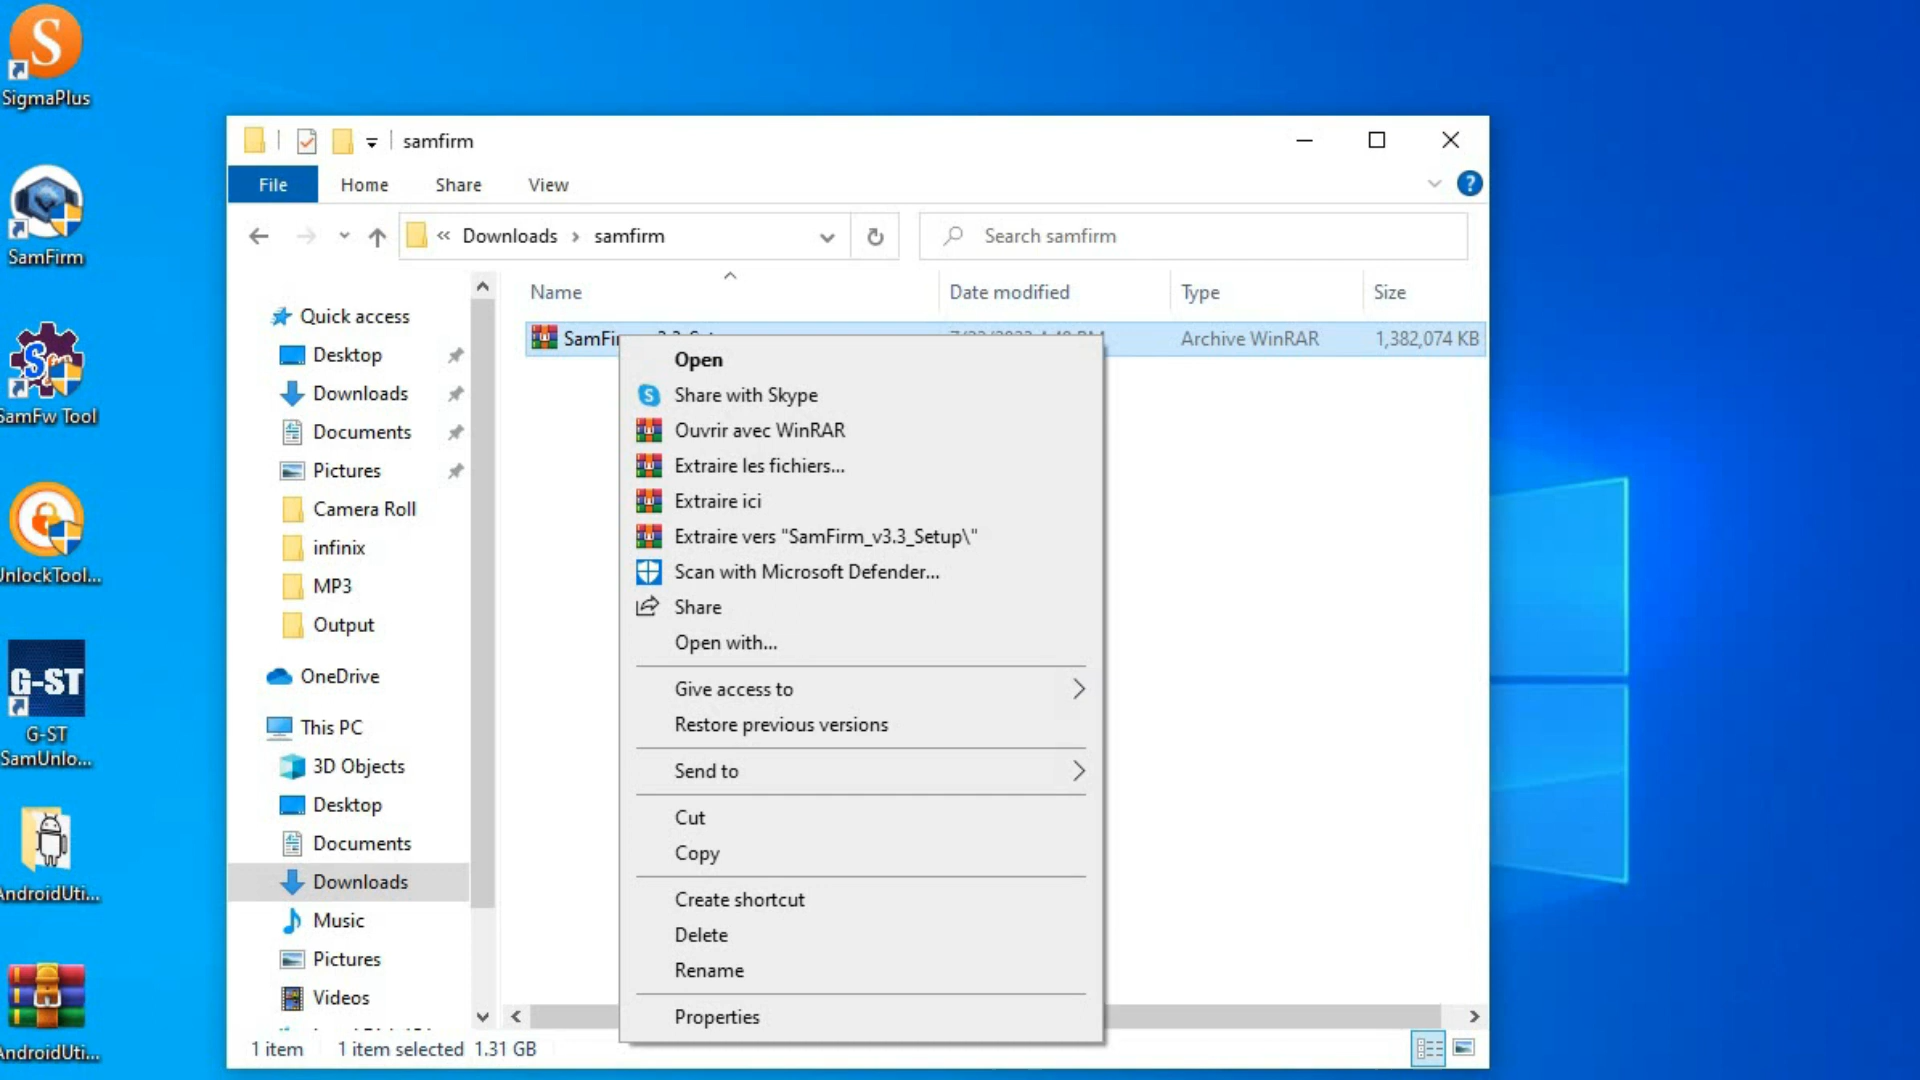 SigmaPlus
SamFirm
SamFw Tool
UnlockTool...
G-ST
G-ST
SamUnlo...
AndroidUti...
AndroidUti...
samfirm
File
Home
Share
View
Downloads
samfirm
Search samfirm
Name
Date modified
Type
Size
Archive WinRAR
1,382,074 KB
Quick access
Desktop
Downloads
Documents
Pictures
Camera Roll
infinix
MP3
Output
OneDrive
This PC
3D Objects
Desktop
Documents
Downloads
Music
Pictures
Videos
Open
Share with Skype
Ouvrir avec WinRAR
Extraire les fichiers...
Extraire ici
Extraire vers "SamFirm_v3.3_Setup\"
Scan with Microsoft Defender...
Share
Open with...
Give access to
Restore previous versions
Send to
Cut
Copy
Create shortcut
Delete
Rename
Properties
1 item
1 item selected 1.31 GB